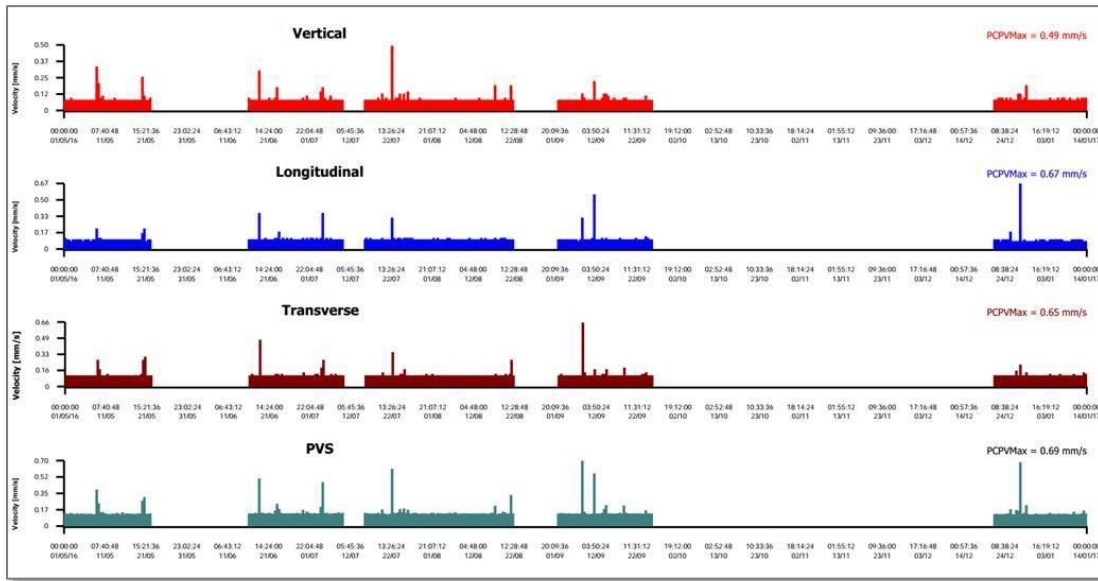 Vertical
PCPVMax = 0.49 mm/s
Velocity [mm/s]
0.50
0.37
0.25
0.12
0
00:00:00 07:40:48 15:21:36 23:02:24 06:43:12 14:24:00 22:04:48 05:45:36 13:26:24 21:07:12 04:48:00 12:28:48 20:09:36 03:50:24 11:31:12 19:12:00 02:52:48 10:33:36 18:14:24 01:55:12 09:36:00 17:16:48 00:57:36 08:38:24 16:19:12 00:00:00
01/05/16 11/05 21/05 31/05 11/06 21/06 01/07 12/07 22/07 01/08 12/08 22/08 01/09 12/09 22/09 02/10 13/10 23/10 02/11 13/11 23/11 03/12 14/12 24/12 03/01 14/01/17
Longitudinal
PCPVMax = 0.67 mm/s
Velocity [mm/s]
0.67
0.50
0.33
0.17
0
00:00:00 07:40:48 15:21:36 23:02:24 06:43:12 14:24:00 22:04:48 05:45:36 13:26:24 21:07:12 04:48:00 12:28:48 20:09:36 03:50:24 11:31:12 19:12:00 02:52:48 10:33:36 18:14:24 01:55:12 09:36:00 17:16:48 00:57:36 08:38:24 16:19:12 00:00:00
01/05/16 11/05 21/05 31/05 11/06 21/06 01/07 12/07 22/07 01/08 12/08 22/08 01/09 12/09 22/09 02/10 13/10 23/10 02/11 13/11 23/11 03/12 14/12 24/12 03/01 14/01/17
Transverse
PCPVMax = 0.65 mm/s
Velocity [mm/s]
0.66
0.49
0.33
0.16
0
00:00:00 07:40:48 15:21:36 23:02:24 06:43:12 14:24:00 22:04:48 05:45:36 13:26:24 21:07:12 04:48:00 12:28:48 20:09:36 03:50:24 11:31:12 19:12:00 02:52:48 10:33:36 18:14:24 01:55:12 09:36:00 17:16:48 00:57:36 08:38:24 16:19:12 00:00:00
01/05/16 11/05 21/05 31/05 11/06 21/06 01/07 12/07 22/07 01/08 12/08 22/08 01/09 12/09 22/09 02/10 13/10 23/10 02/11 13/11 23/11 03/12 14/12 24/12 03/01 14/01/17
PVS
PCPVMax = 0.69 mm/s
Velocity [mm/s]
0.70
0.52
0.35
0.17
0
00:00:00 07:40:48 15:21:36 23:02:24 06:43:12 14:24:00 22:04:48 05:45:36 13:26:24 21:07:12 04:48:00 12:28:48 20:09:36 03:50:24 11:31:12 19:12:00 02:52:48 10:33:36 18:14:24 01:55:12 09:36:00 17:16:48 00:57:36 08:38:24 16:19:12 00:00:00
01/05/16 11/05 21/05 31/05 11/06 21/06 01/07 12/07 22/07 01/08 12/08 22/08 01/09 12/09 22/09 02/10 13/10 23/10 02/11 13/11 23/11 03/12 14/12 24/12 03/01 14/01/17